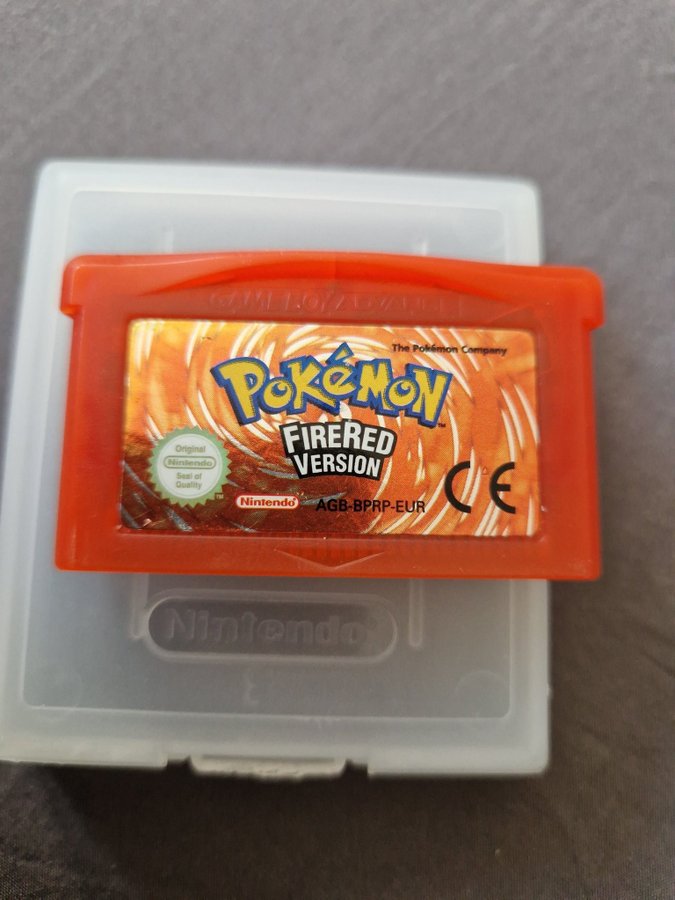 GAME BOY ADVANCE
The Pokémon Company
POKéMON
TM
FIRERED
VERSION
Original
Nintendo
Seal of
Quality
Nintendo
AGB-BPRP-EUR
CE
Nintendo